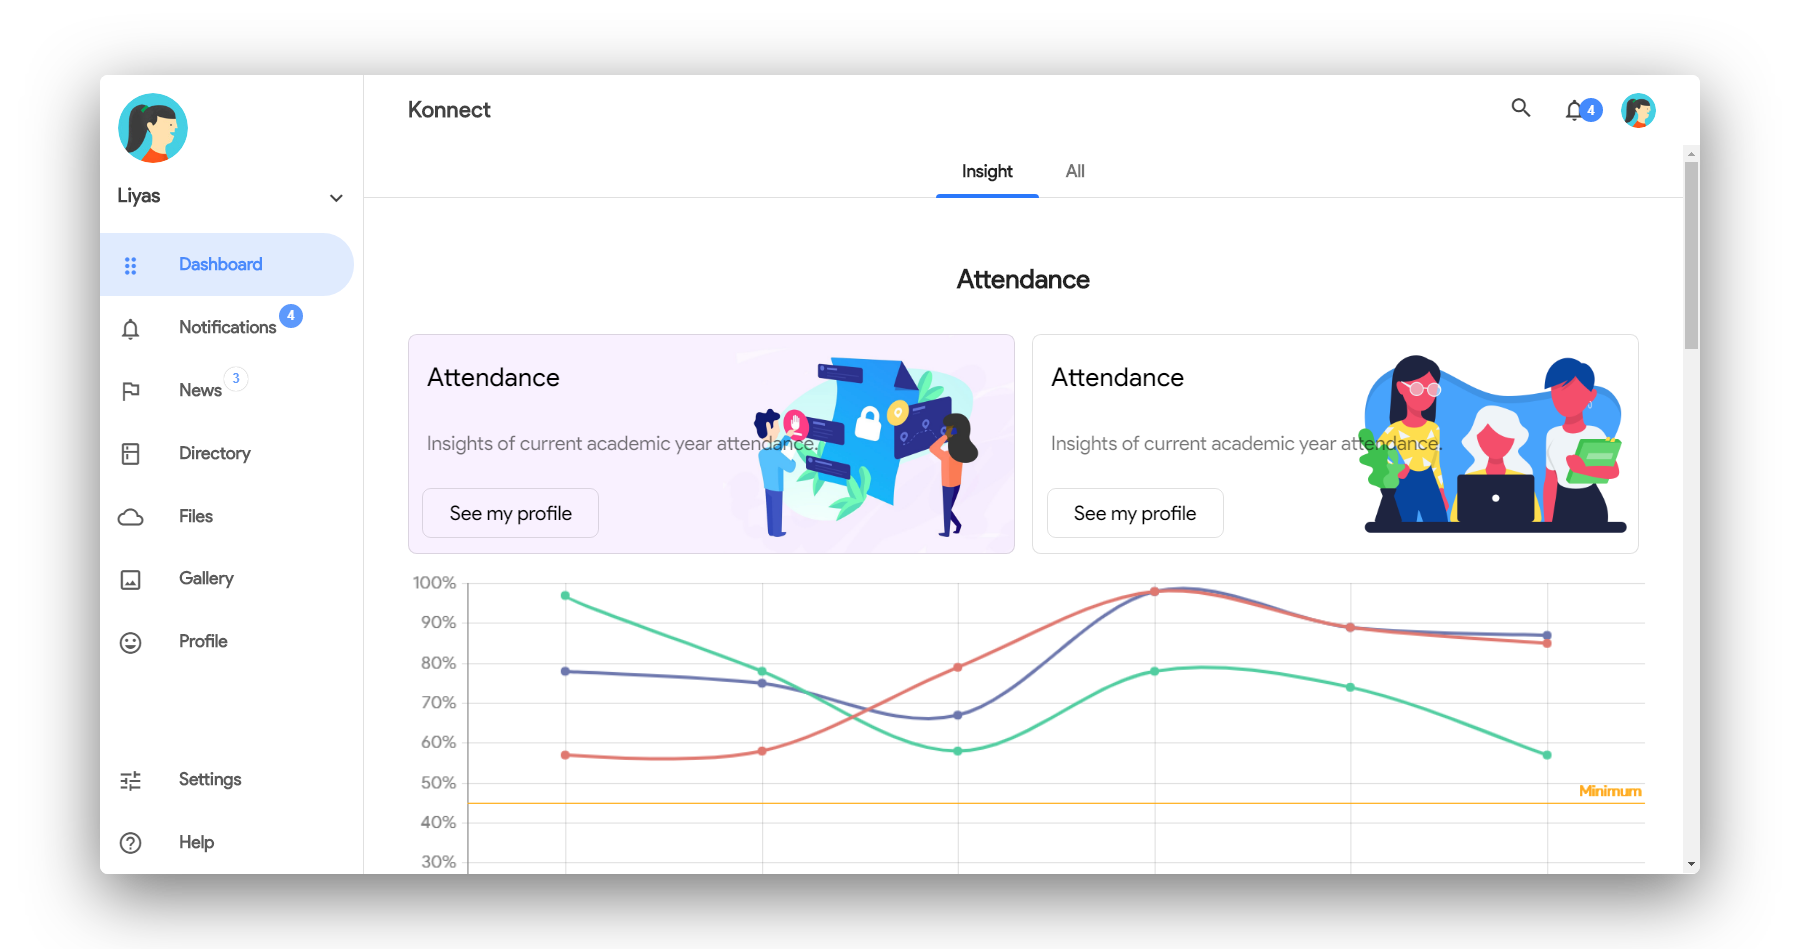 Konnect
4
Liyas
Insight
All
Dashboard
Notifications 4
News 3
Directory
Files
Gallery
Profile
Settings
Help
Attendance
Attendance
Insights of current academic year attendance.
See my profile
Attendance
Insights of current academic year attendance.
See my profile
100%
90%
80%
70%
60%
50%
Minimum
40%
30%